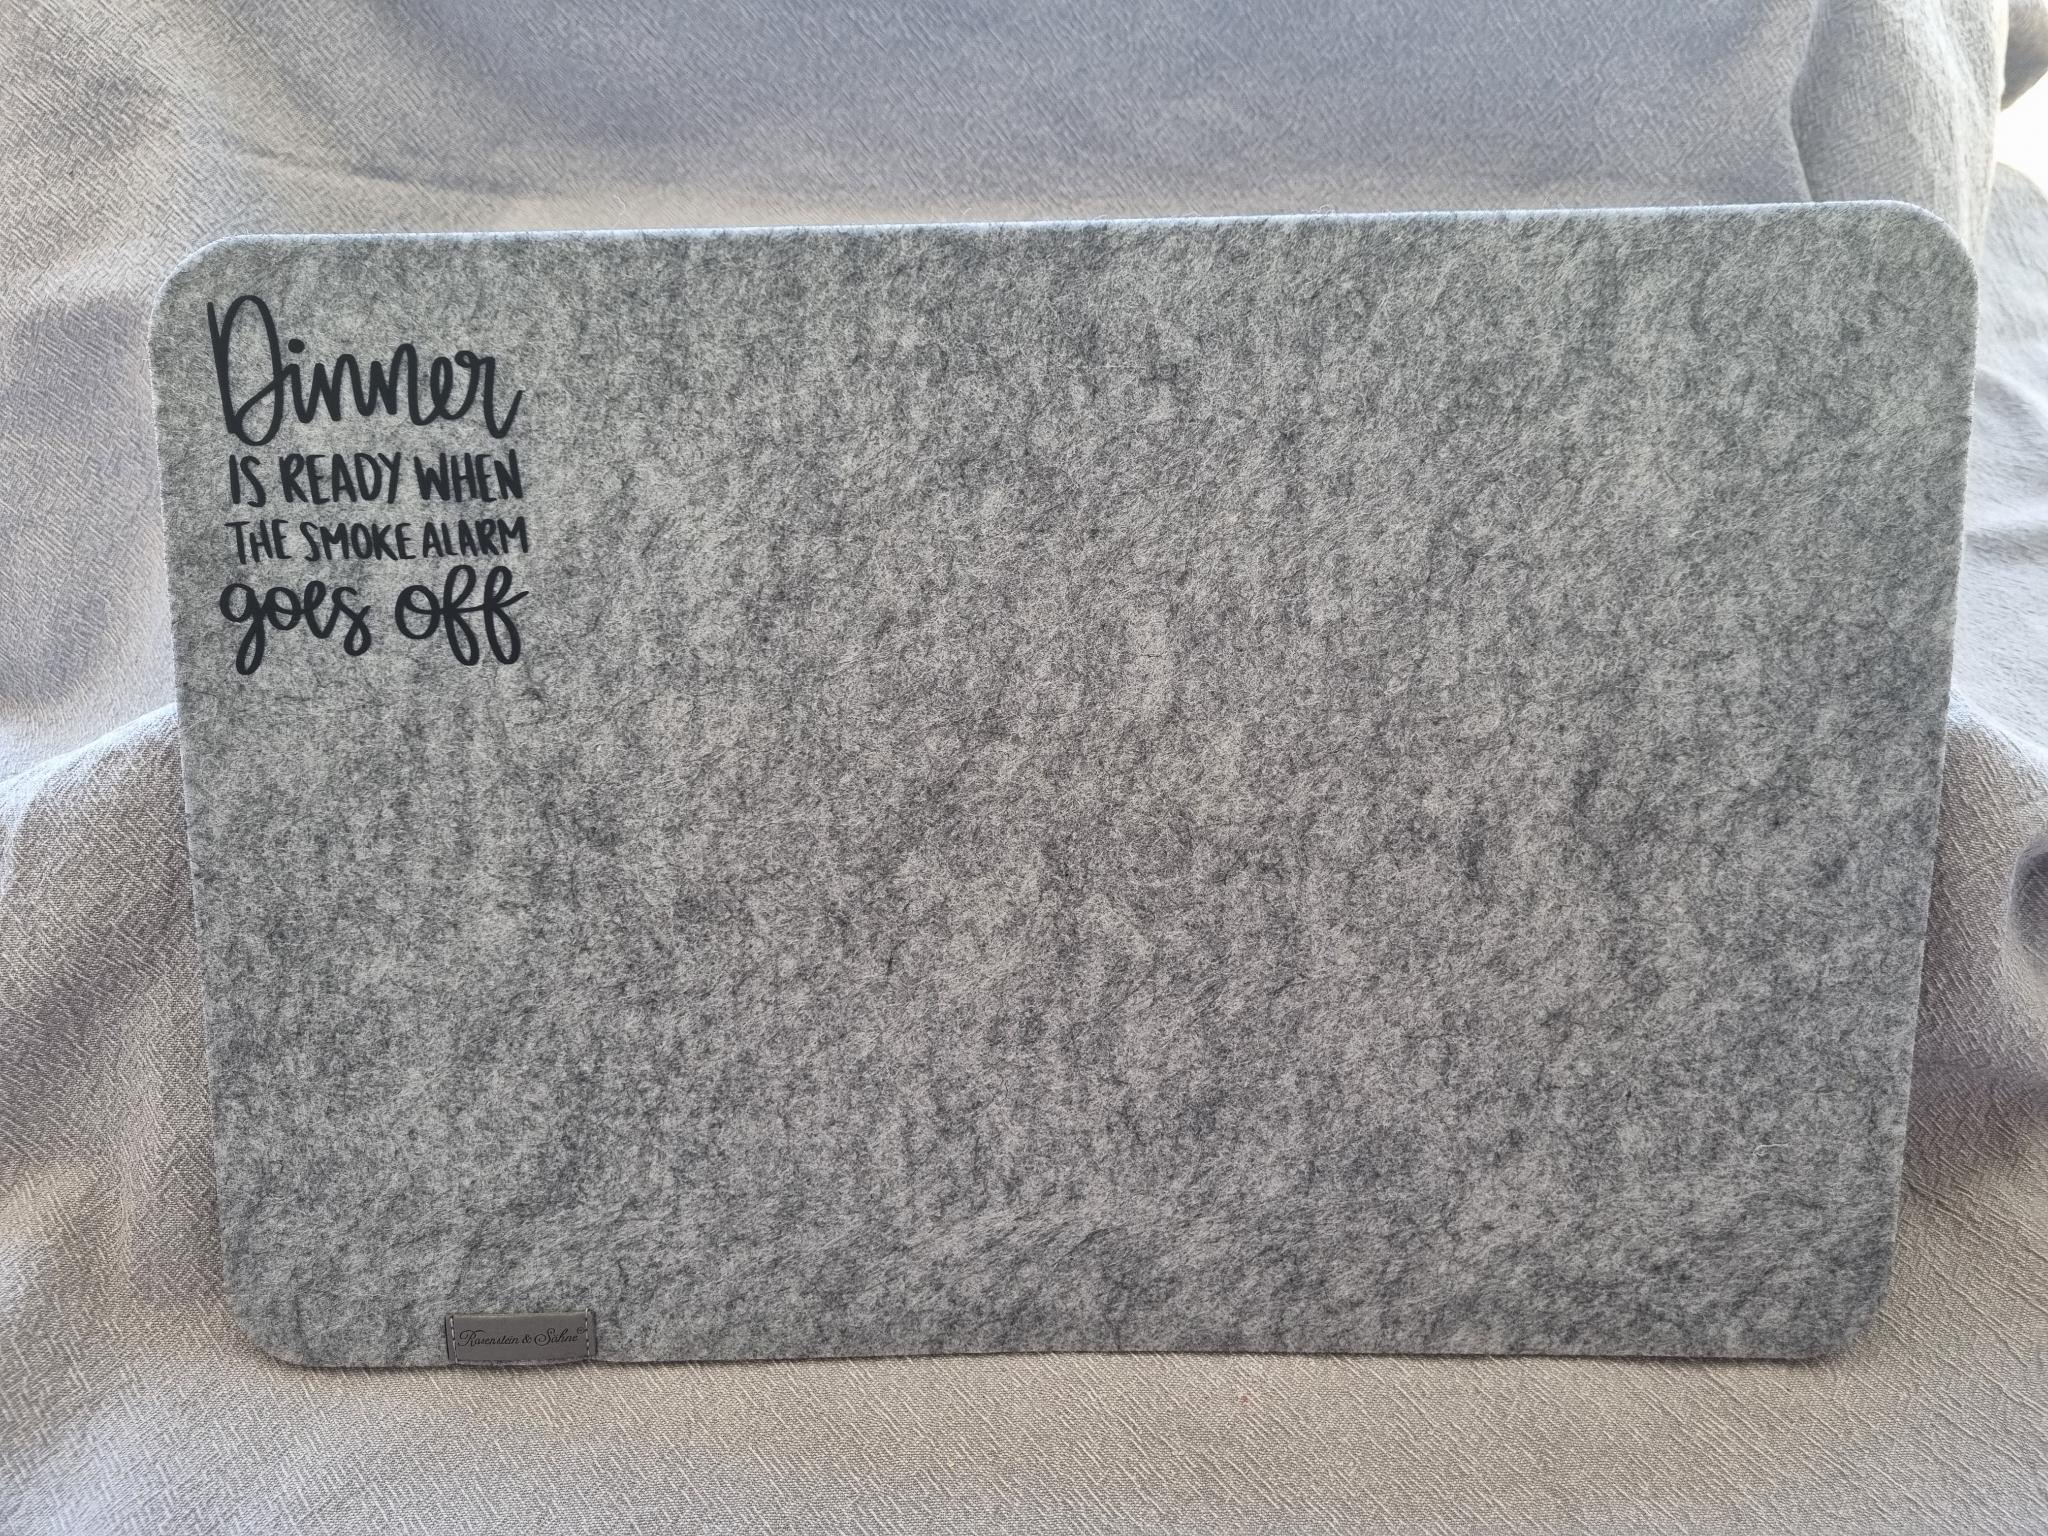 Dinner
IS READY WHEN
THE SMOKE ALARM
goes off
Rosenstein & Söhne